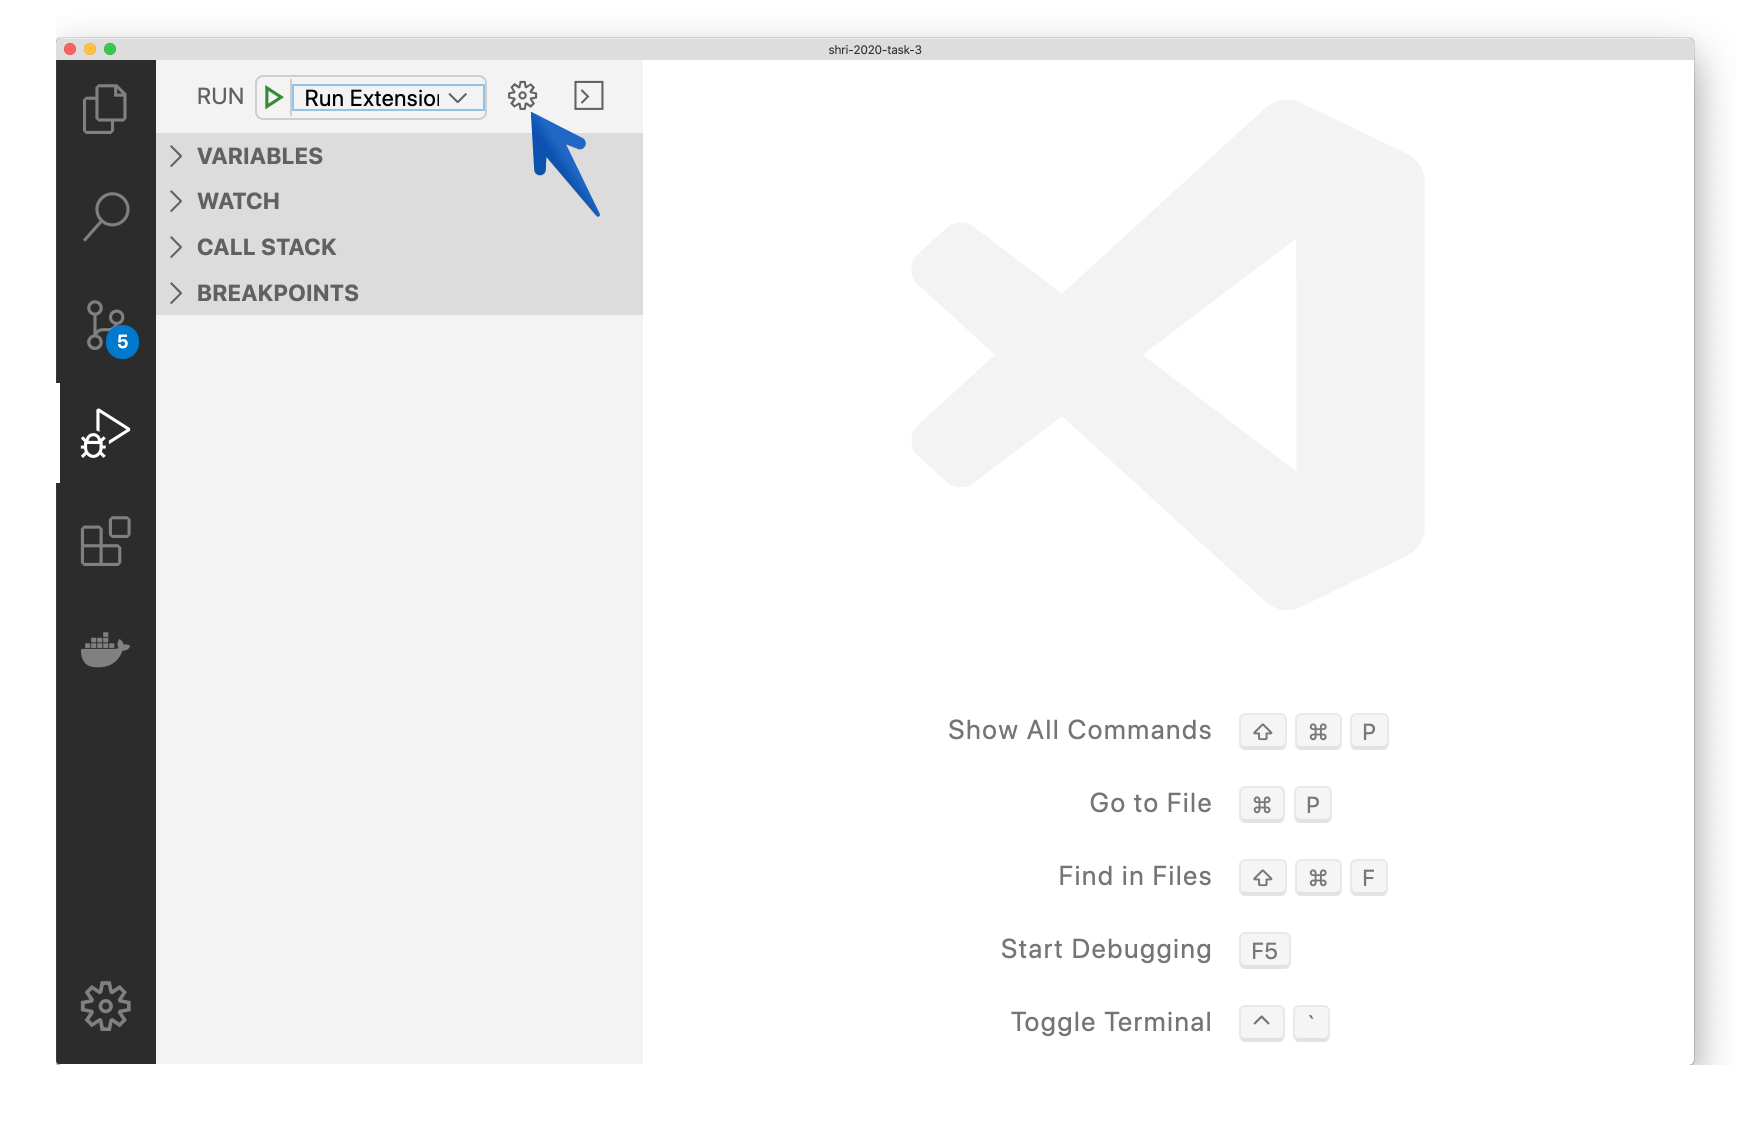 shri-2020-task-3
RUN Run Extension
VARIABLES
WATCH
CALL STACK
BREAKPOINTS
5
Show All Commands ⇧ ⌘ P
Go to File ⌘ P
Find in Files ⇧ ⌘ F
Start Debugging F5
Toggle Terminal ^ `